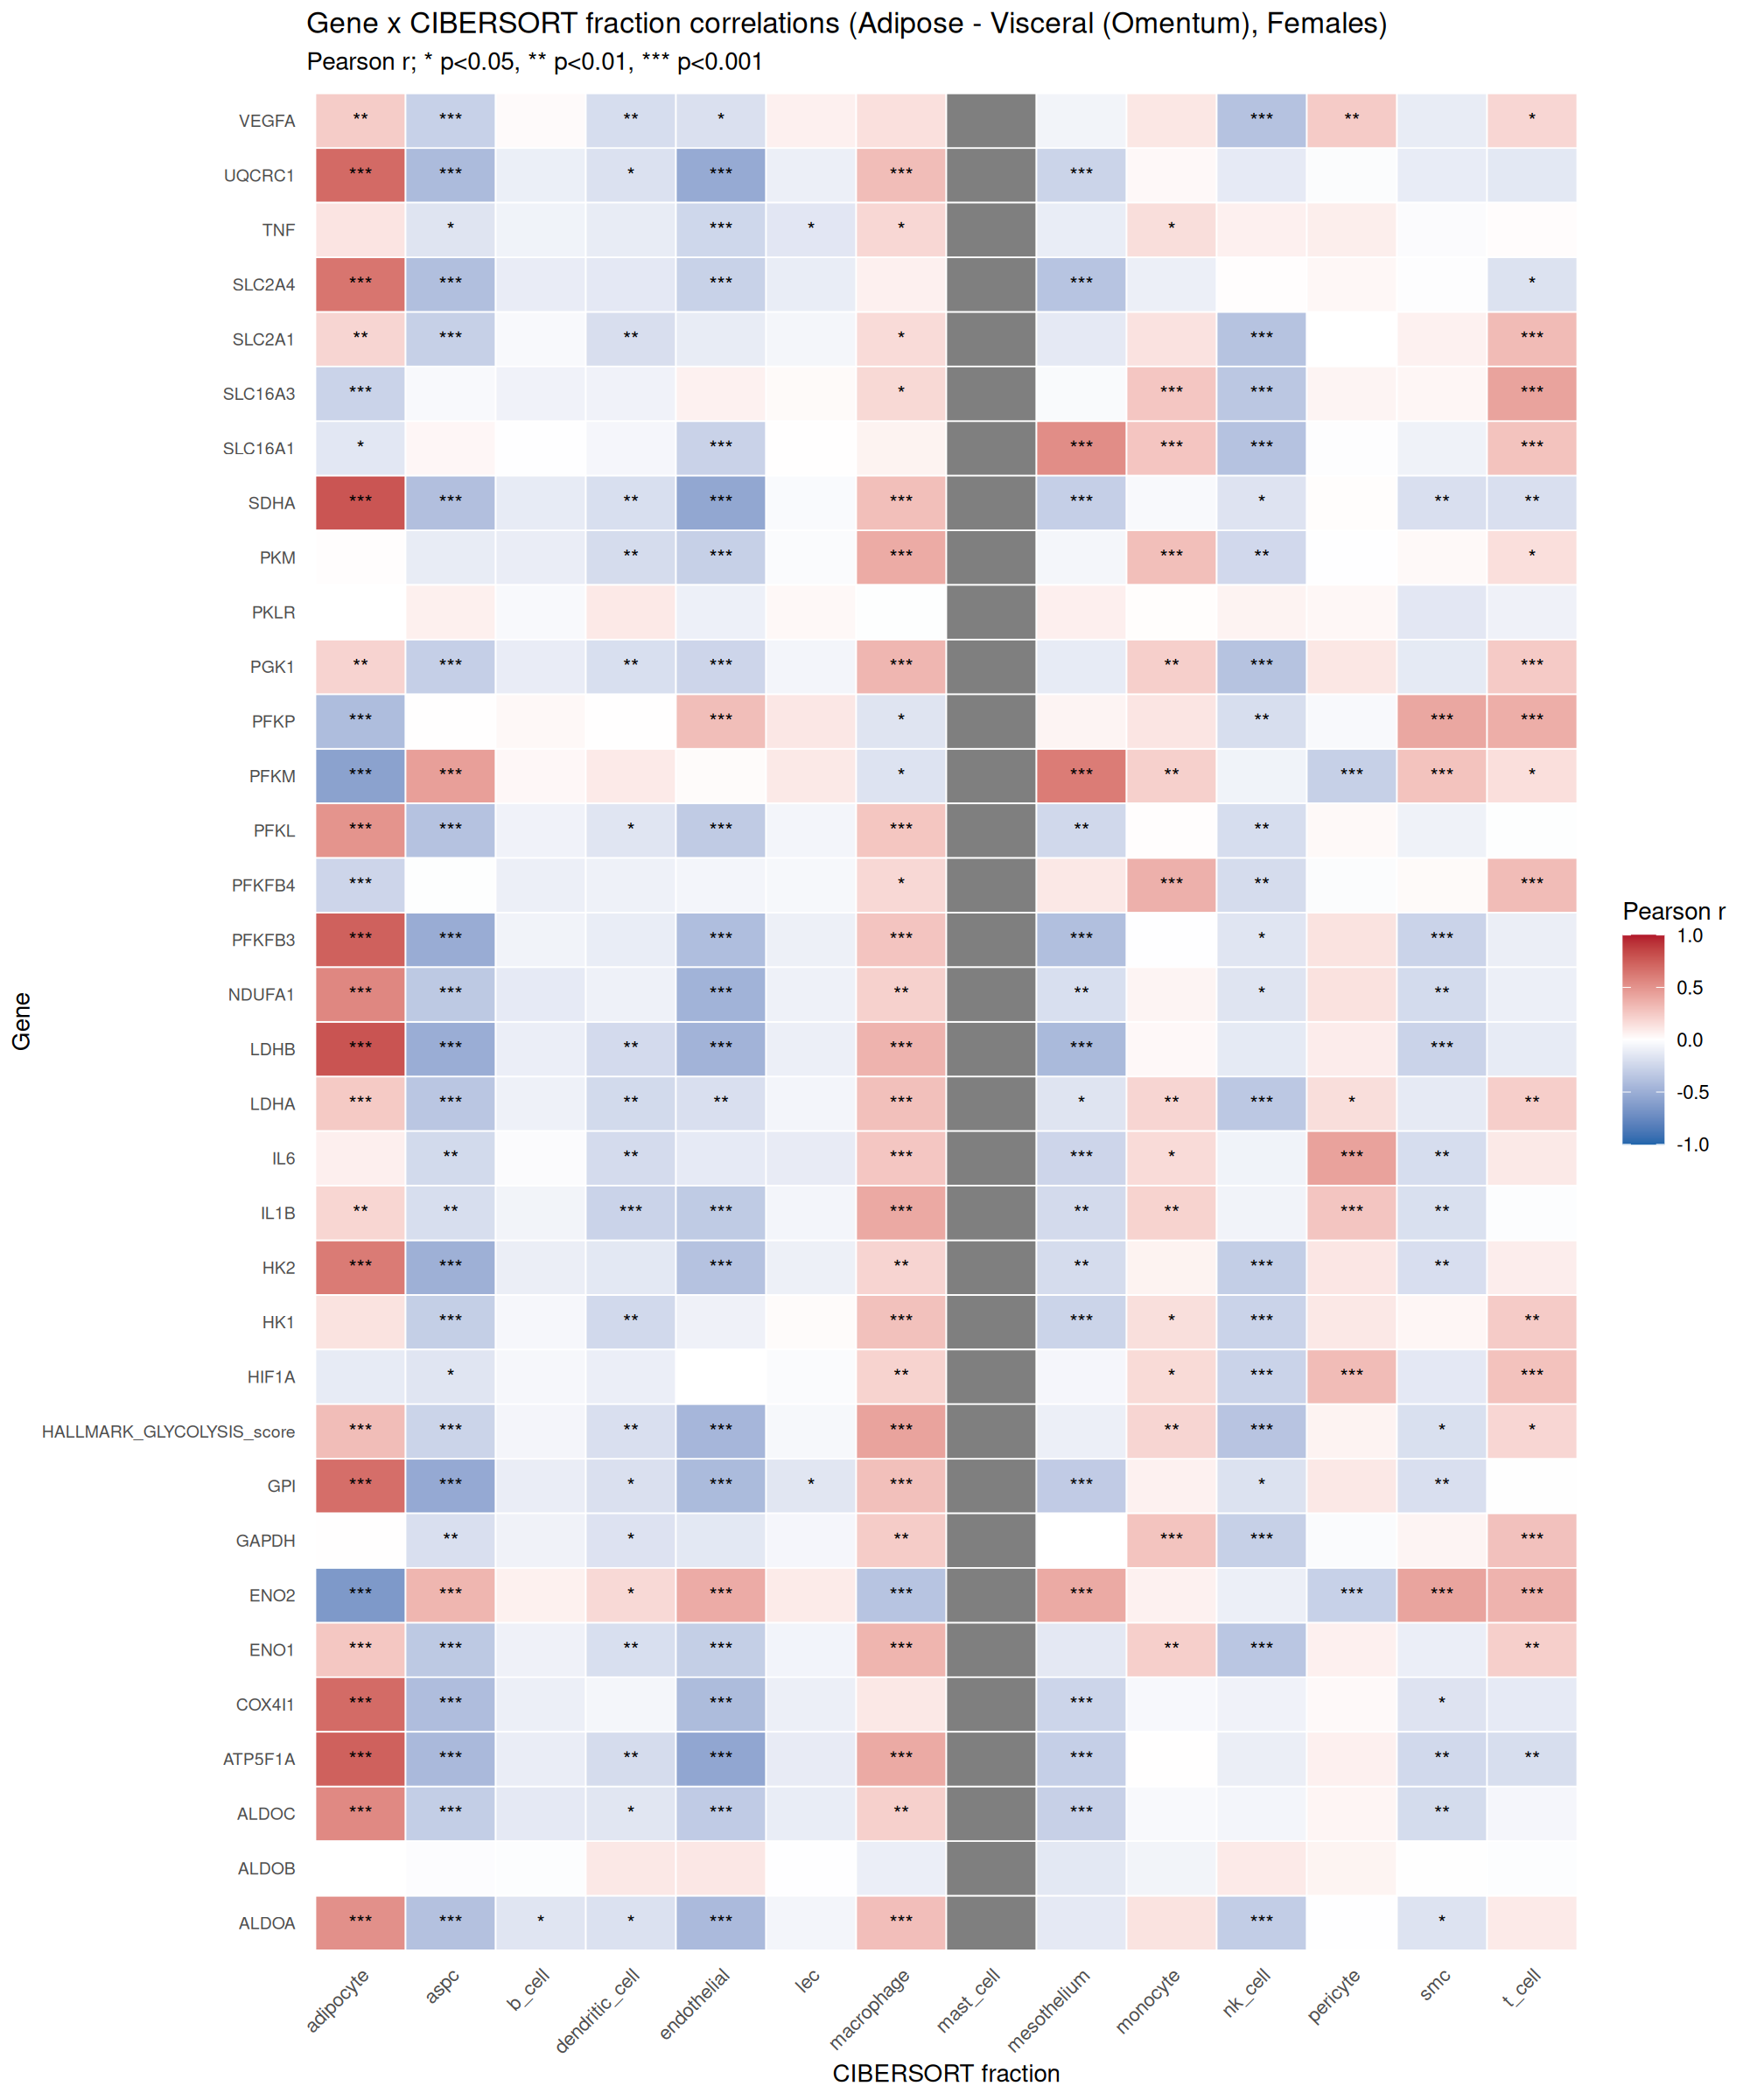 Gene x CIBERSORT fraction correlations (Adipose - Visceral (Omentum), Females)
Pearson r; * p<0.05, ** p<0.01, *** p<0.001
Gene
VEGFA ** *** ** * *** ** *
UQCRC1 *** *** * *** *** ***
TNF * *** * * *
SLC2A4 *** *** *** *** *
SLC2A1 ** *** ** * *** ***
SLC16A3 *** * *** *** ***
SLC16A1 * *** *** *** *** ***
SDHA *** *** ** *** *** *** * ** **
PKM ** *** *** *** ** *
PKLR
PGK1 ** *** ** *** *** ** *** ***
PFKP *** *** * ** *** ***
PFKM *** *** * *** ** *** *** *
PFKL *** *** * *** *** ** **
PFKFB4 *** * *** ** ***
PFKFB3 *** *** *** *** *** * ***
NDUFA1 *** *** *** ** ** * **
LDHB *** *** ** *** *** *** ***
LDHA *** *** ** ** *** * ** *** * **
IL6 ** ** *** *** * *** **
IL1B ** ** *** *** *** ** ** *** **
HK2 *** *** *** ** ** *** **
HK1 *** ** *** *** * *** **
HIF1A * ** * *** *** ***
HALLMARK_GLYCOLYSIS_score *** *** ** *** *** ** *** * *
GPI *** *** * *** * *** *** * **
GAPDH ** * ** *** *** ***
ENO2 *** *** * *** *** *** *** *** ***
ENO1 *** *** ** *** *** ** *** **
COX4I1 *** *** *** *** *
ATP5F1A *** *** ** *** *** *** ** **
ALDOC *** *** * *** ** *** **
ALDOB
ALDOA *** *** * * *** *** *** *
adipocyte
aspc
b_cell
dendritic_cell
endothelial
lec
macrophage
mast_cell
mesothelium
monocyte
nk_cell
pericyte
smc
t_cell
CIBERSORT fraction
Pearson r
1.0
0.5
0.0
-0.5
-1.0